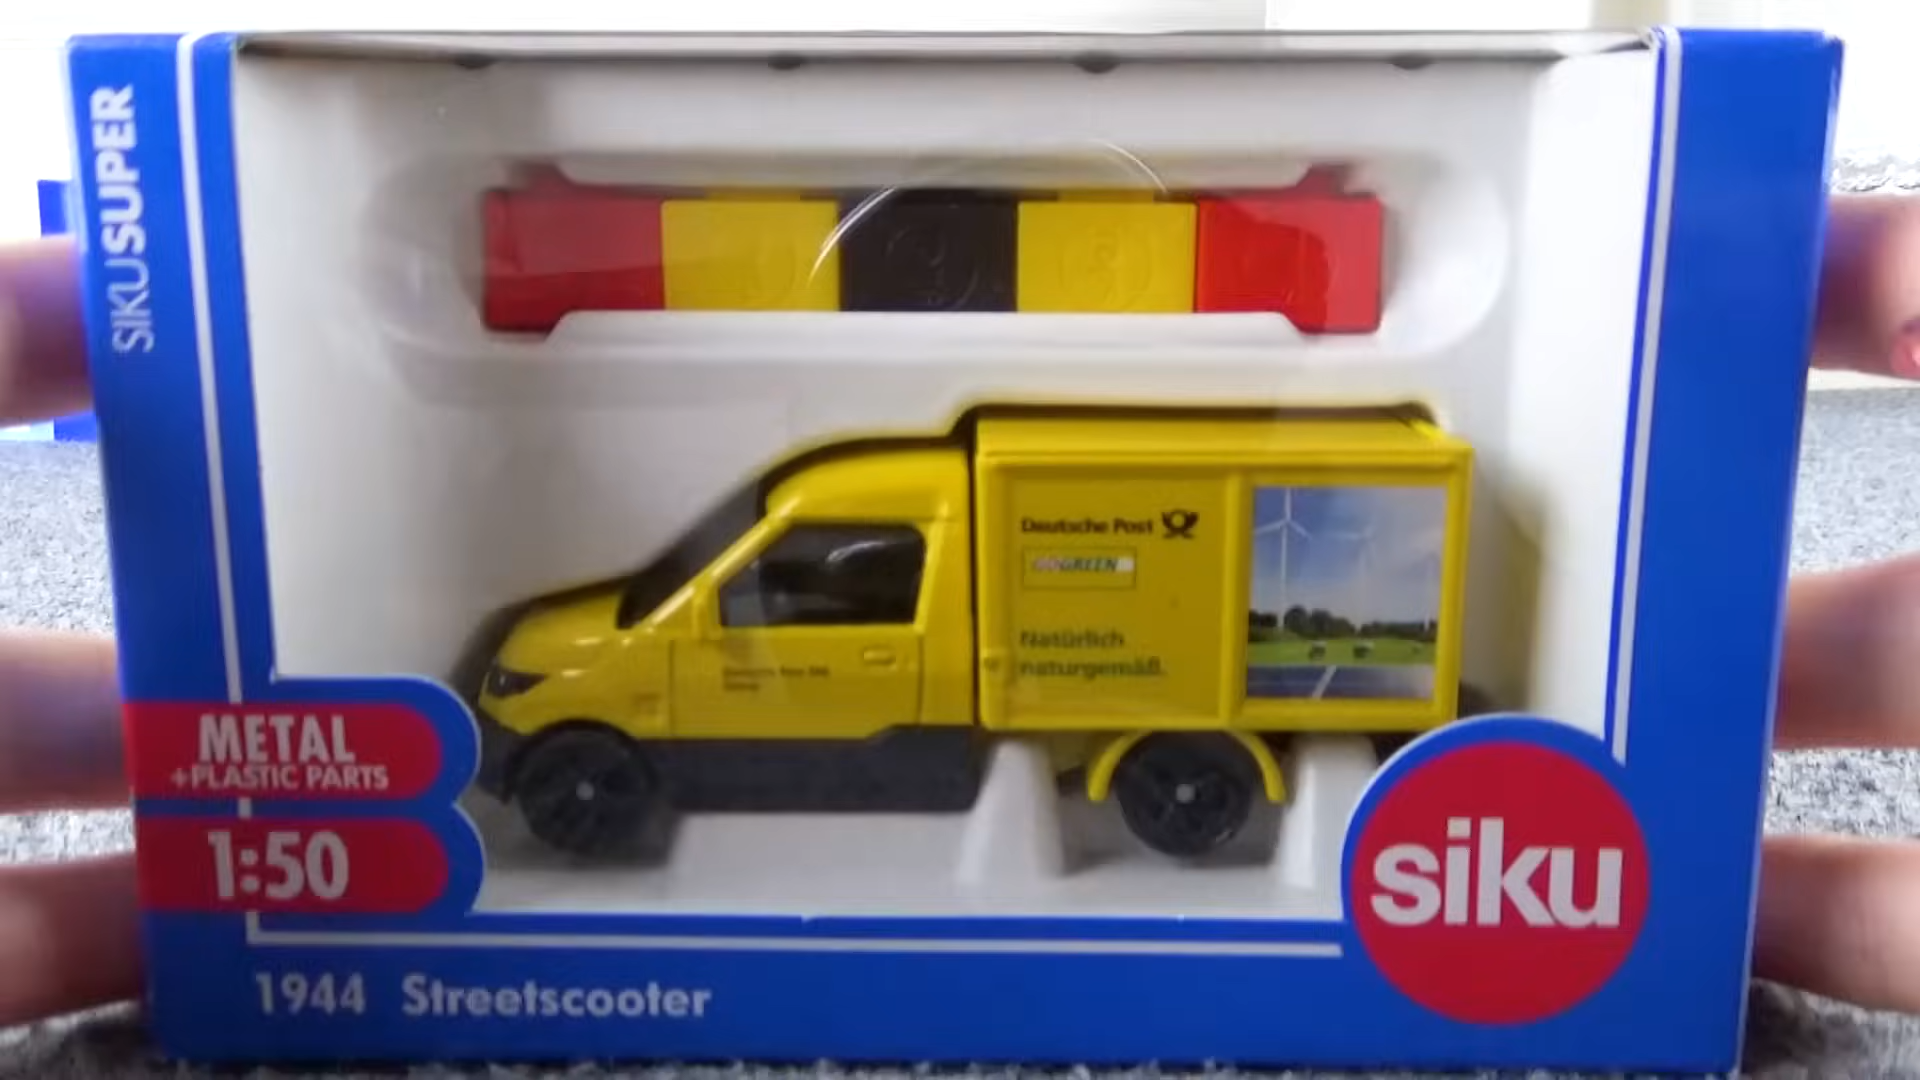 SIKUSUPER
Deutsche Post
GOGREEN
Natürlich
naturgemäß.
METAL
+PLASTIC PARTS
1:50
siku
1944 Streetscooter